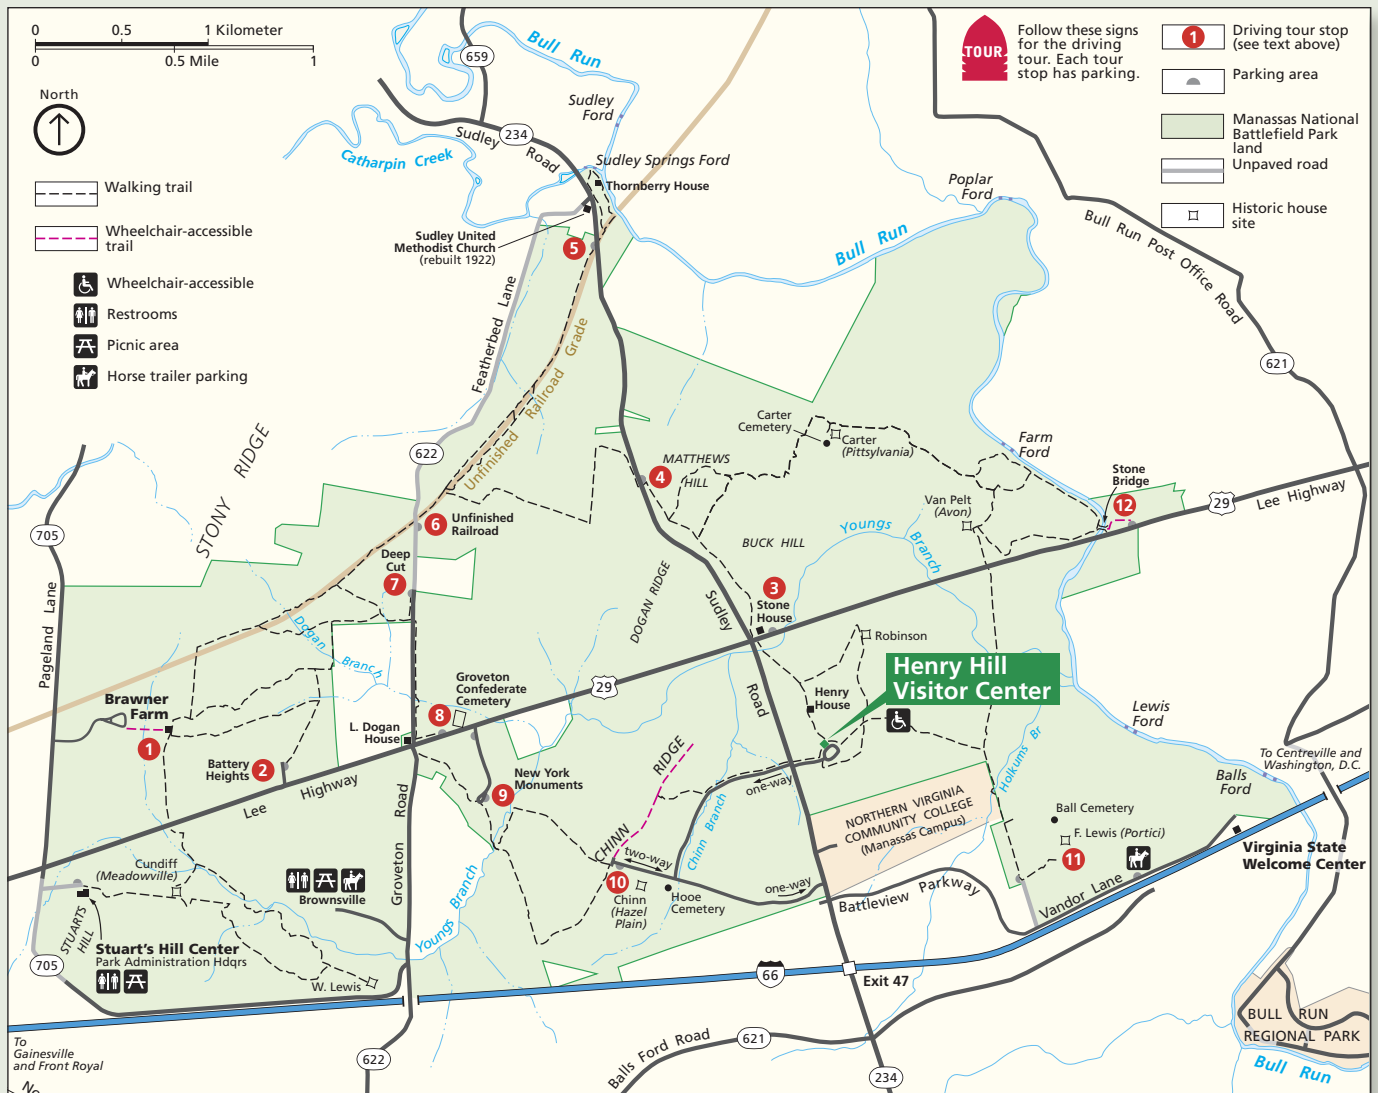 0 0.5 1 Kilometer
0 0.5 Mile 1
North
Walking trail
Wheelchair-accessible
trail
Wheelchair-accessible
Restrooms
Picnic area
Horse trailer parking
TOUR
Follow these signs
for the driving
tour. Each tour
stop has parking.
1
Driving tour stop
(see text above)
Parking area
Manassas National
Battlefield Park
land
Unpaved road
Historic house
site
659
Bull Run
Sudley
Ford
Sudley
234
Road
Catharpin Creek
Sudley Springs Ford
Thornberry House
Sudley United
Methodist Church
(rebuilt 1922)
5
Bull Run
Poplar
Ford
Bull Run Post Office Road
621
Featherbed Lane
Unfinished Railroad Grade
622
STONY RIDGE
Carter
Cemetery
Carter
(Pittsylvania)
Farm
Ford
MATTHEWS
HILL
4
Stone
Bridge
12
29
Lee Highway
Van Pelt
(Avon)
Youngs
Branch
BUCK HILL
6
Unfinished
Railroad
Deep
Cut
7
705
Pageland Lane
DOGAN RIDGE
Sudley
3
Stone
House
Dogan
Branch
Robinson
Henry Hill
Visitor Center
Henry
House
Road
29
Groveton
Confederate
Cemetery
8
L. Dogan
House
Brawner
Farm
1
Battery
Heights
2
Lee Highway
New York
Monuments
9
CHINN RIDGE
one-way
Chinn Branch
two-way
10
Chinn
(Hazel
Plain)
Hooe
Cemetery
one-way
Holkums Br
Lewis
Ford
Balls
Ford
To Centreville and
Washington, D.C.
NORTHERN VIRGINIA
COMMUNITY COLLEGE
(Manassas Campus)
Ball Cemetery
F. Lewis (Portici)
11
Virginia State
Welcome Center
Vandor Lane
Battleview Parkway
Cundiff
(Meadowville)
Brownsville
Groveton Road
Youngs Branch
STUARTS
HILL
Stuart's Hill Center
Park Administration Hdqrs
W. Lewis
705
66
Exit 47
To
Gainesville
and Front Royal
No
622
Balls Ford Road
621
234
BULL RUN
REGIONAL PARK
Bull Run